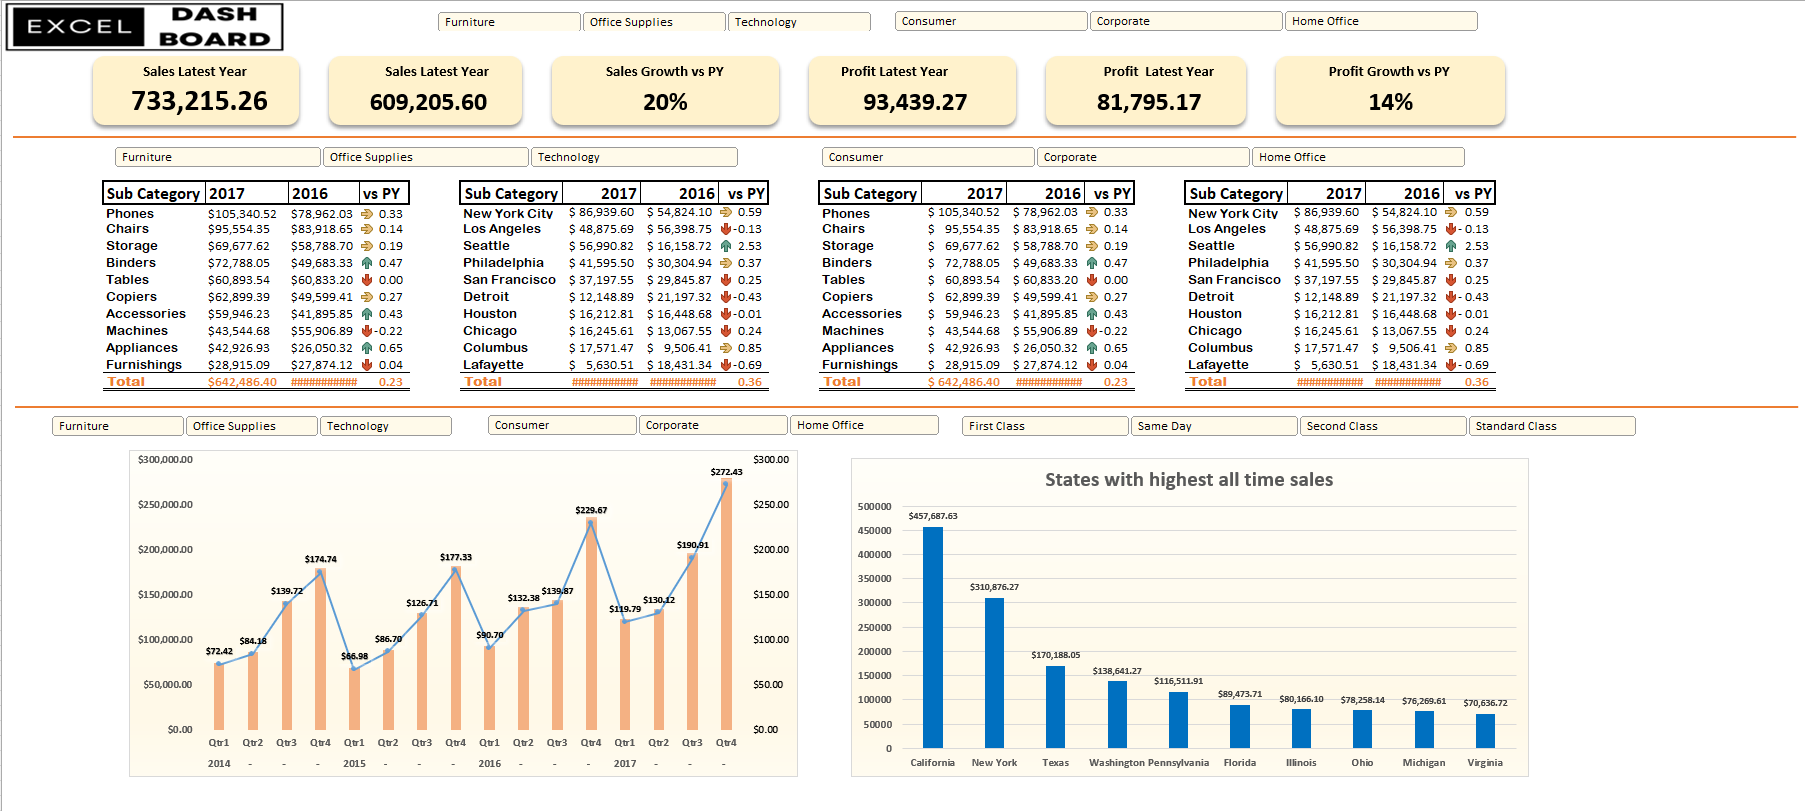 EXCEL DASH BOARD
Furniture Office Supplies Technology Consumer Corporate Home Office
Sales Latest Year Sales Latest Year Sales Growth vs PY Profit Latest Year Profit Latest Year Profit Growth vs PY
733,215.26 609,205.60 20% 93,439.27 81,795.17 14%
Furniture Office Supplies Technology Consumer Corporate Home Office
Sub Category 2017 2016 vs PY Sub Category 2017 2016 vs PY Sub Category 2017 2016 vs PY Sub Category 2017 2016 vs PY
Phones $105,340.52 $78,962.03 0.33 New York City $ 86,939.60 $ 54,824.10 0.59 Phones $ 105,340.52 $ 78,962.03 0.33 New York City $ 86,939.60 $ 54,824.10 0.59
Chairs $95,554.35 $83,918.65 0.14 Los Angeles $ 48,875.69 $ 56,398.75 -0.13 Chairs $ 95,554.35 $ 83,918.65 0.14 Los Angeles $ 48,875.69 $ 56,398.75 - 0.13
Storage $69,677.62 $58,788.70 0.19 Seattle $ 56,990.82 $ 16,158.72 2.53 Storage $ 69,677.62 $ 58,788.70 0.19 Seattle $ 56,990.82 $ 16,158.72 2.53
Binders $72,788.05 $49,683.33 0.47 Philadelphia $ 41,595.50 $ 30,304.94 0.37 Binders $ 72,788.05 $ 49,683.33 0.47 Philadelphia $ 41,595.50 $ 30,304.94 0.37
Tables $60,893.54 $60,833.20 0.00 San Francisco $ 37,197.55 $ 29,845.87 0.25 Tables $ 60,893.54 $ 60,833.20 0.00 San Francisco $ 37,197.55 $ 29,845.87 0.25
Copiers $62,899.39 $49,599.41 0.27 Detroit $ 12,148.89 $ 21,197.32 -0.43 Copiers $ 62,899.39 $ 49,599.41 0.27 Detroit $ 12,148.89 $ 21,197.32 - 0.43
Accessories $59,946.23 $41,895.85 0.43 Houston $ 16,212.81 $ 16,448.68 -0.01 Accessories $ 59,946.23 $ 41,895.85 0.43 Houston $ 16,212.81 $ 16,448.68 - 0.01
Machines $43,544.68 $55,906.89 -0.22 Chicago $ 16,245.61 $ 13,067.55 0.24 Machines $ 43,544.68 $ 55,906.89 -0.22 Chicago $ 16,245.61 $ 13,067.55 0.24
Appliances $42,926.93 $26,050.32 0.65 Columbus $ 17,571.47 $ 9,506.41 0.85 Appliances $ 42,926.93 $ 26,050.32 0.65 Columbus $ 17,571.47 $ 9,506.41 0.85
Furnishings $28,915.09 $27,874.12 0.04 Lafayette $ 5,630.51 $ 18,431.34 -0.69 Furnishings $ 28,915.09 $ 27,874.12 0.04 Lafayette $ 5,630.51 $ 18,431.34 - 0.69
Total $642,486.40 ########### 0.23 Total ########### ########### 0.36 Total $ 642,486.40 ########### 0.23 Total ########### ########### 0.36
Furniture Office Supplies Technology Consumer Corporate Home Office First Class Same Day Second Class Standard Class
$300,000.00
$250,000.00
$200,000.00
$150,000.00
$100,000.00
$50,000.00
$0.00
$72.42 $84.18 $139.72 $174.74 $66.98 $86.70 $126.71 $177.33 $90.70 $132.38 $139.87 $229.67 $119.79 $130.12 $190.91 $272.43
$300.00
$250.00
$200.00
$150.00
$100.00
$50.00
$0.00
Qtr1 Qtr2 Qtr3 Qtr4 Qtr1 Qtr2 Qtr3 Qtr4 Qtr1 Qtr2 Qtr3 Qtr4 Qtr1 Qtr2 Qtr3 Qtr4
2014 - - - 2015 - - - 2016 - - - 2017 - - -
States with highest all time sales
500000
450000
400000
350000
300000
250000
200000
150000
100000
50000
0
$457,687.63 $310,876.27 $170,188.05 $138,641.27 $116,511.91 $89,473.71 $80,166.10 $78,258.14 $76,269.61 $70,636.72
California New York Texas Washington Pennsylvania Florida Illinois Ohio Michigan Virginia